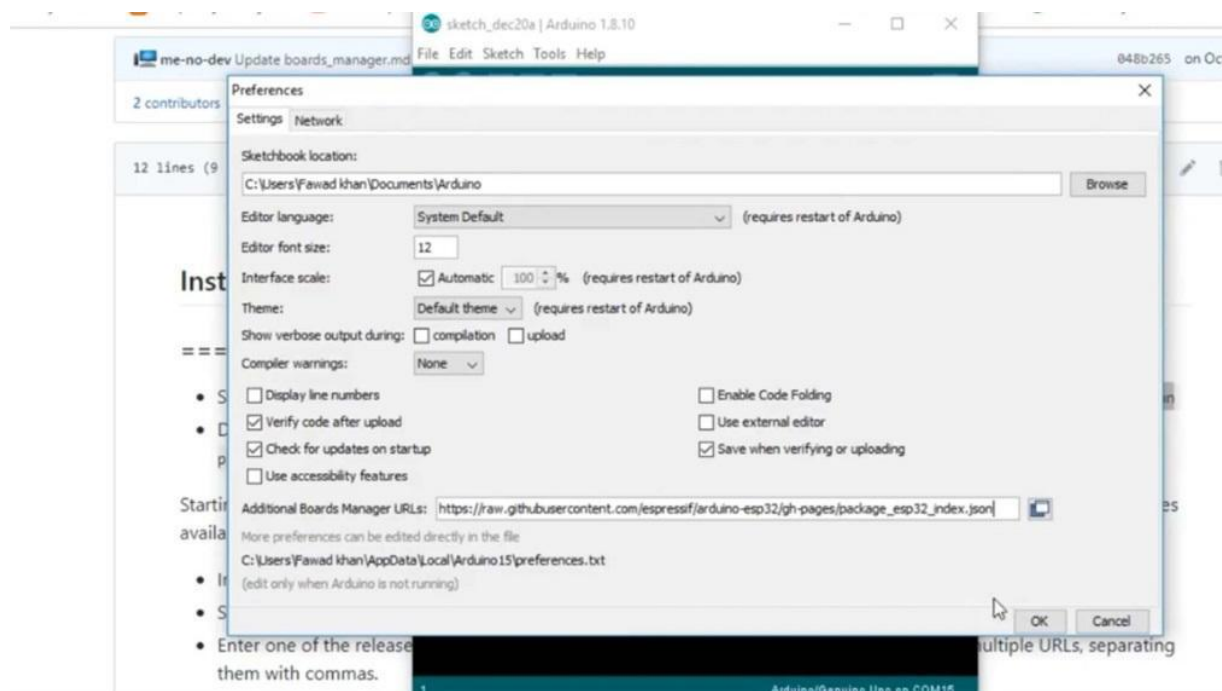 sketch_dec20a | Arduino 1.8.10
File Edit Sketch Tools Help
me-no-dev Update boards_manager.md
048b265 on Oc
2 contributors
Preferences
Settings Network
12 lines (9
Sketchbook location:
C:\Users\Fawad khan\Documents\Arduino
Browse
Editor language: System Default (requires restart of Arduino)
Editor font size: 12
Interface scale: Automatic 100 % (requires restart of Arduino)
Theme: Default theme (requires restart of Arduino)
Show verbose output during: compilation upload
Compiler warnings: None
Display line numbers Enable Code Folding
Verify code after upload Use external editor
Check for updates on startup Save when verifying or uploading
Use accessibility features
Additional Boards Manager URLs: https://raw.githubusercontent.com/espressif/arduino-esp32/gh-pages/package_esp32_index.json
More preferences can be edited directly in the file
C:\Users\Fawad khan\AppData\Local\Arduino15\preferences.txt
(edit only when Arduino is not running)
OK Cancel
Inst
===
Startin
availa
Enter one of the release
ultiple URLs, separating
them with commas.
1
Arduino/Genuino Uno on COM15